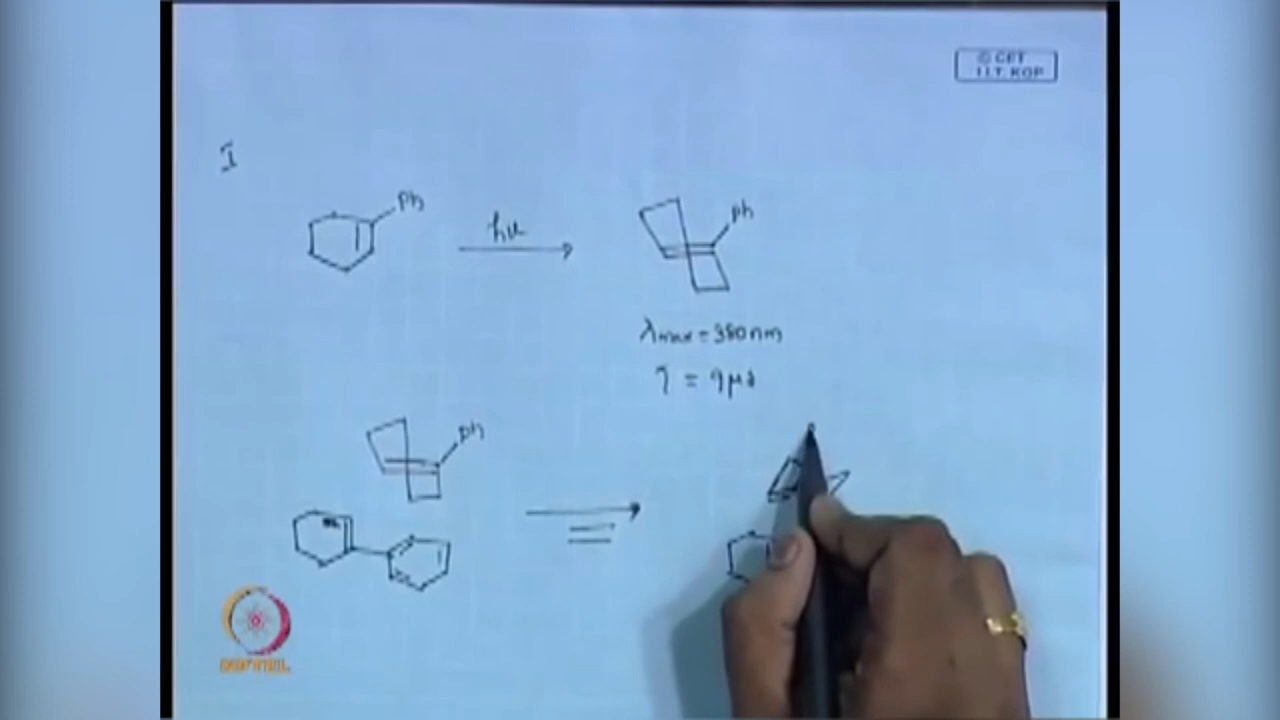 © CET
I.I.T. KGP
I
Ph
hν
Ph
λmax = 380 nm
τ = 9 μs
Ph
NPTEL